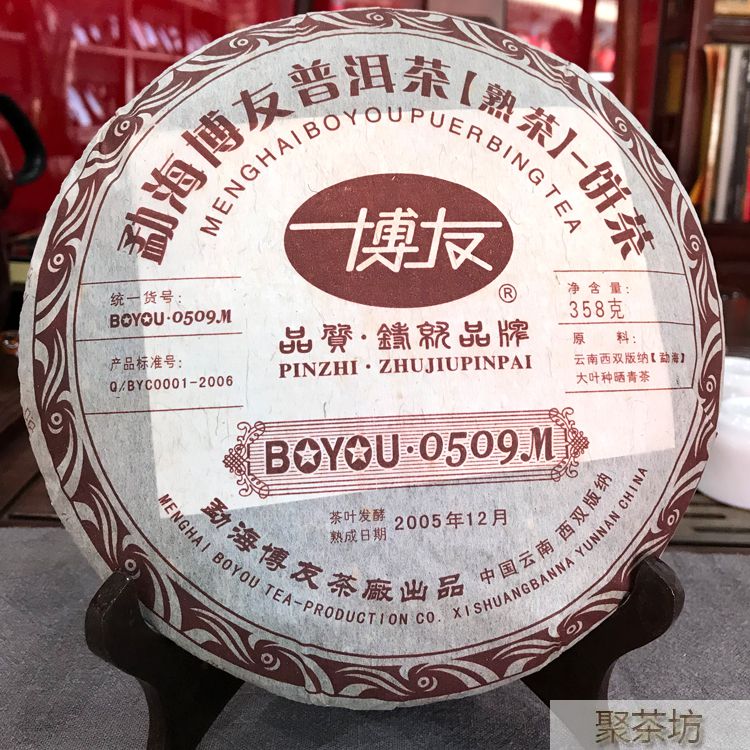 勐海博友普洱茶【熟茶】-饼茶
MENGHAIBOYOUPUERBINGTEA
博友
®
统一货号:
BOYOU·0509M
产品标准号:
Q/BYC0001-2006
净含量:
358克
原料:
云南西双版纳【勐海】
大叶种晒青茶
品質·鑄就品牌
PINZHI·ZHUJIUPINPAI
BOYOU·0509M
茶叶发酵
熟成日期 2005年12月
勐海博友茶廠出品 中国云南 西双版纳
MENGHAI BOYOU TEA-PRODUCTION CO. XISHUANGBANNA YUNNAN CHINA
聚茶坊